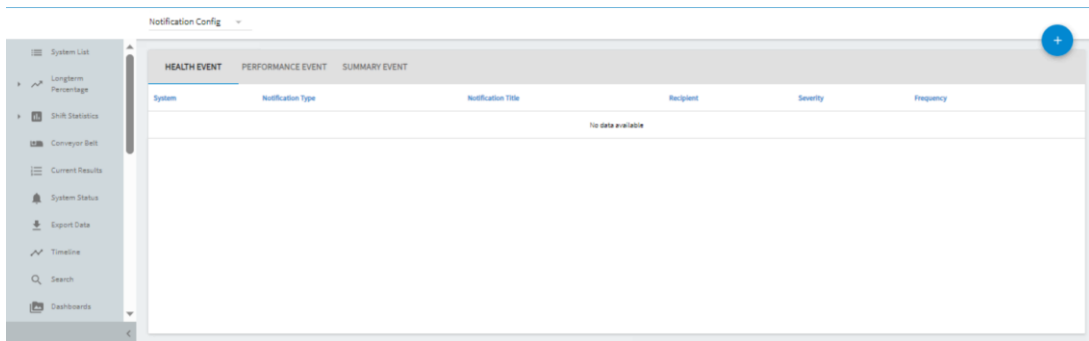 Notification Config
+
System List
Longterm
Percentage
Shift Statistics
Conveyor Belt
Current Results
System Status
Export Data
Timeline
Search
Dashboards
HEALTH EVENT PERFORMANCE EVENT SUMMARY EVENT
System Notification Type Notification Title Recipient Severity Frequency
No data available